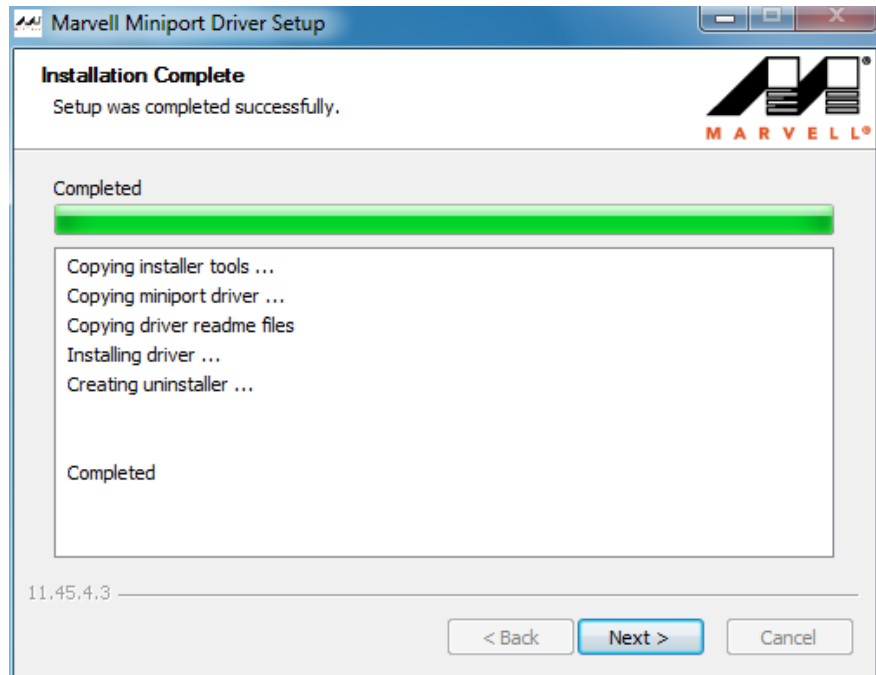 Marvell Miniport Driver Setup
Installation Complete
Setup was completed successfully.
MARVELL®
Completed
Copying installer tools ...
Copying miniport driver ...
Copying driver readme files
Installing driver ...
Creating uninstaller ...
Completed
11.45.4.3
< Back
Next >
Cancel